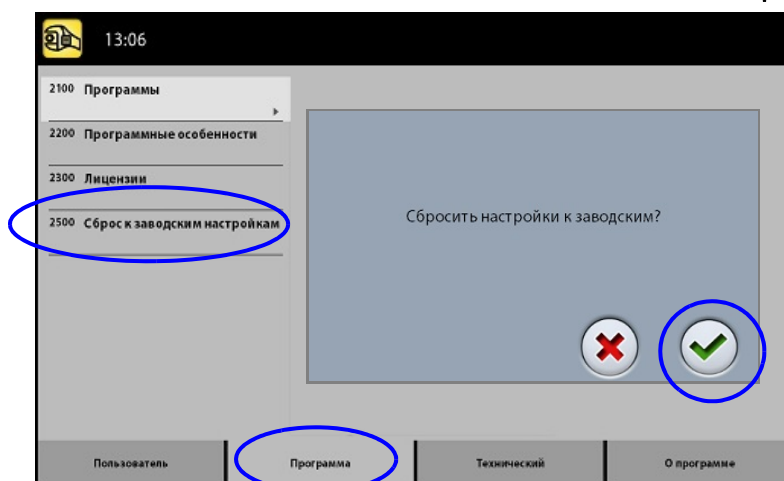 13:06
2100 Программы
2200 Программные особенности
2300 Лицензии
2500 Сброс к заводским настройкам
Сбросить настройки к заводским?
Пользователь Программа Технический О программе